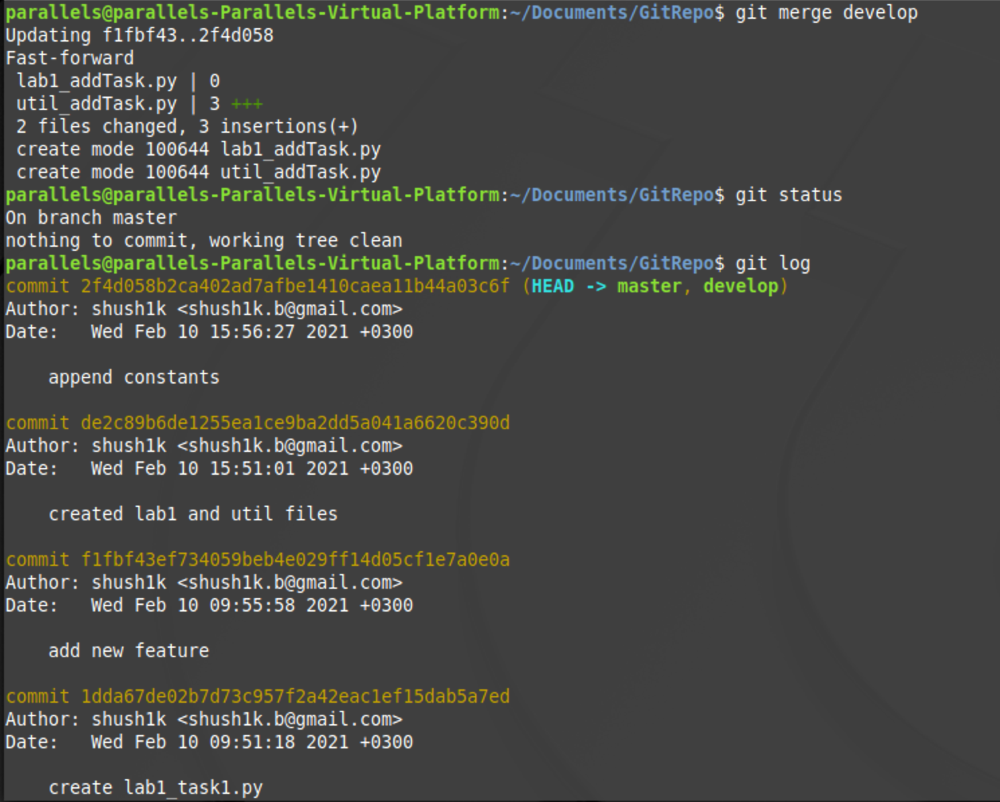 parallels@parallels-Parallels-Virtual-Platform:~/Documents/GitRepo$ git merge develop
Updating f1fbf43..2f4d058
Fast-forward
 lab1_addTask.py | 0
 util_addTask.py | 3 +++
 2 files changed, 3 insertions(+)
 create mode 100644 lab1_addTask.py
 create mode 100644 util_addTask.py
parallels@parallels-Parallels-Virtual-Platform:~/Documents/GitRepo$ git status
On branch master
nothing to commit, working tree clean
parallels@parallels-Parallels-Virtual-Platform:~/Documents/GitRepo$ git log
commit 2f4d058b2ca402ad7afbe1410caea11b44a03c6f (HEAD -> master, develop)
Author: shush1k <shush1k.b@gmail.com>
Date:   Wed Feb 10 15:56:27 2021 +0300
    append constants
commit de2c89b6de1255ea1ce9ba2dd5a041a6620c390d
Author: shush1k <shush1k.b@gmail.com>
Date:   Wed Feb 10 15:51:01 2021 +0300
    created lab1 and util files
commit f1fbf43ef734059beb4e029ff14d05cf1e7a0e0a
Author: shush1k <shush1k.b@gmail.com>
Date:   Wed Feb 10 09:55:58 2021 +0300
    add new feature
commit 1dda67de02b7d73c957f2a42eac1ef15dab5a7ed
Author: shush1k <shush1k.b@gmail.com>
Date:   Wed Feb 10 09:51:18 2021 +0300
    create lab1_task1.py